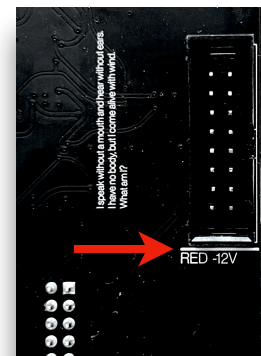 I speak without a mouth and hear without ears.
I have no body, but I come alive with wind.
What am I?
RED -12V